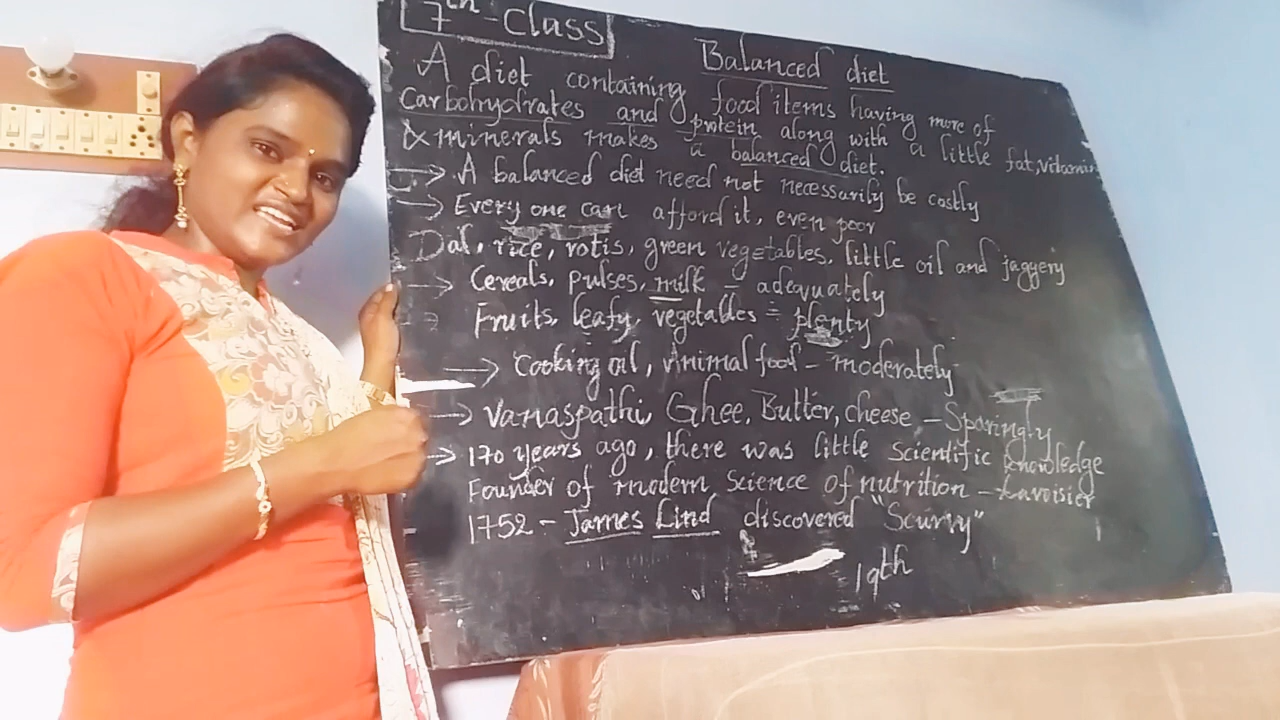 7th - Class
Balanced diet
A diet containing food items having more of
Carbohydrates and protein along with a little fat, vitamin
& minerals makes a balanced diet.
→ A balanced diet need not necessarily be costly
→ Every one can afford it, even poor
Dal, rice, rotis, green vegetables, little oil and jaggery
→ Cereals, pulses, milk - adequately
Fruits, leafy, vegetables = plenty
→ Cooking oil, Animal food - moderately
→ Vanaspathi, Ghee, Butter, cheese - Sparingly
→ 170 years ago, there was little scientific knowledge
Founder of modern science of nutrition - Lavoisier
1752 - James Lind discovered "Scurvy"
19th